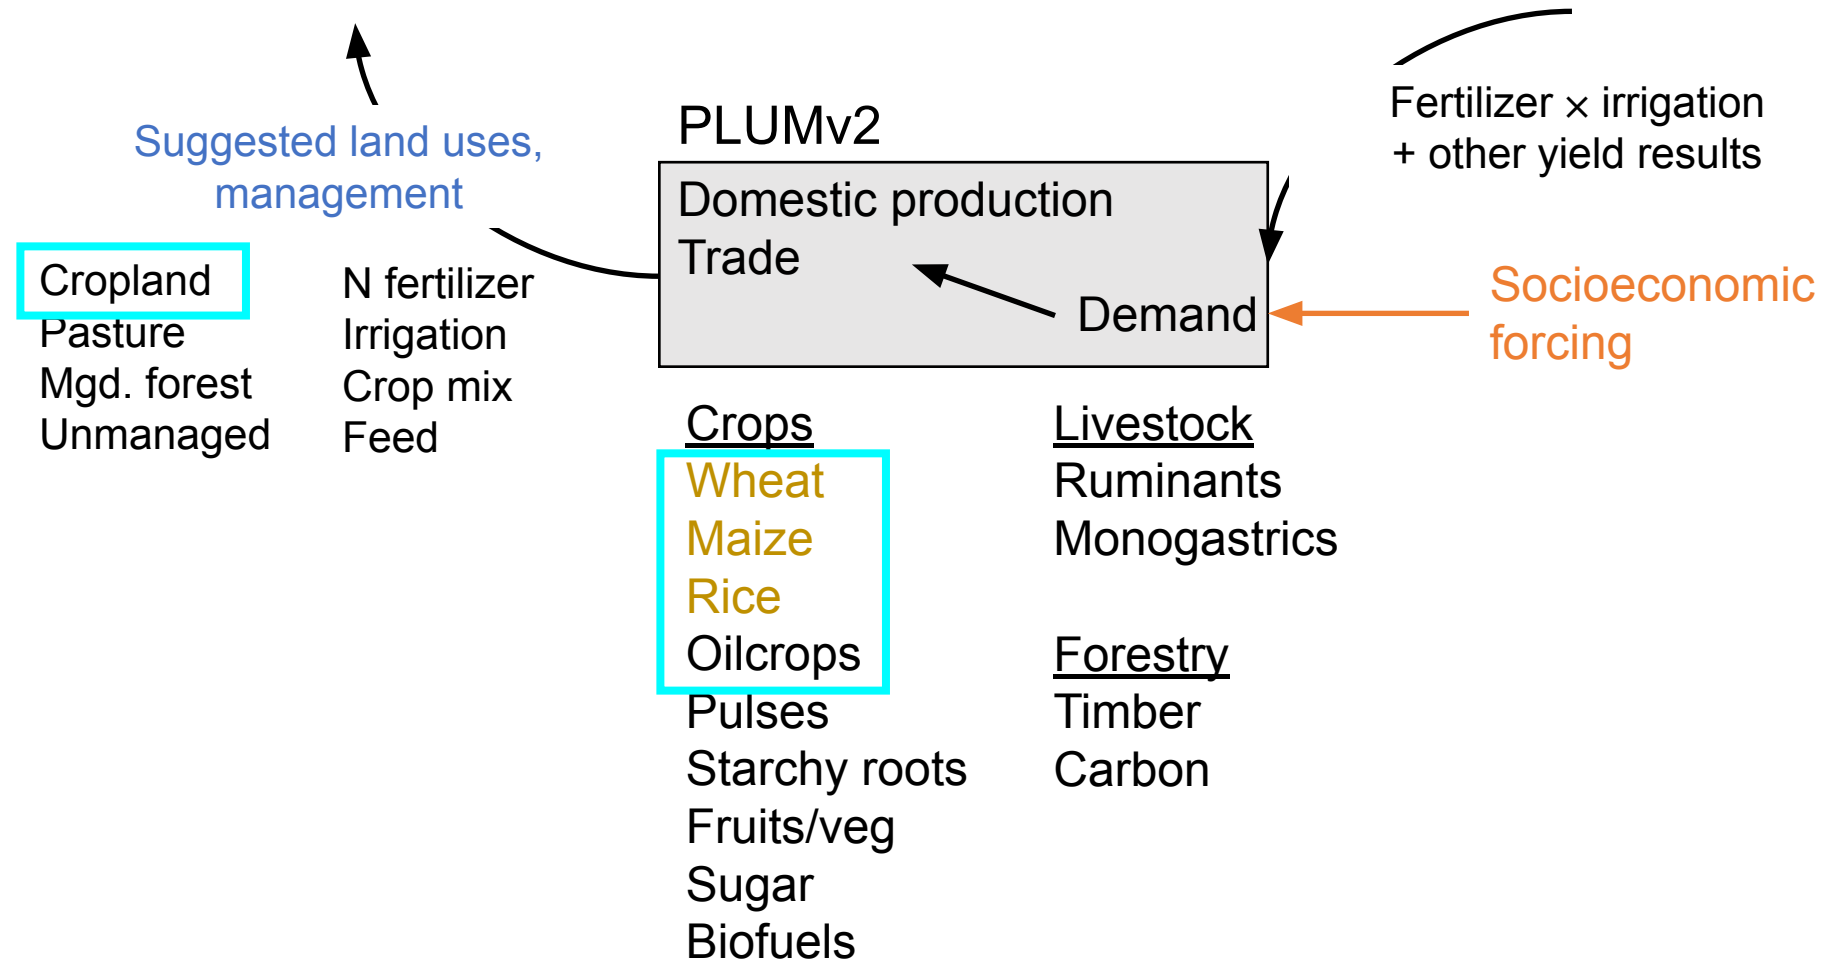 PLUMv2
Suggested land uses,
management
Fertilizer × irrigation
+ other yield results
Domestic production
Trade
Demand
Socioeconomic
forcing
Cropland
Pasture
Mgd. forest
Unmanaged
N fertilizer
Irrigation
Crop mix
Feed
Crops
Wheat
Maize
Rice
Oilcrops
Pulses
Starchy roots
Fruits/veg
Sugar
Biofuels
Livestock
Ruminants
Monogastrics
Forestry
Timber
Carbon